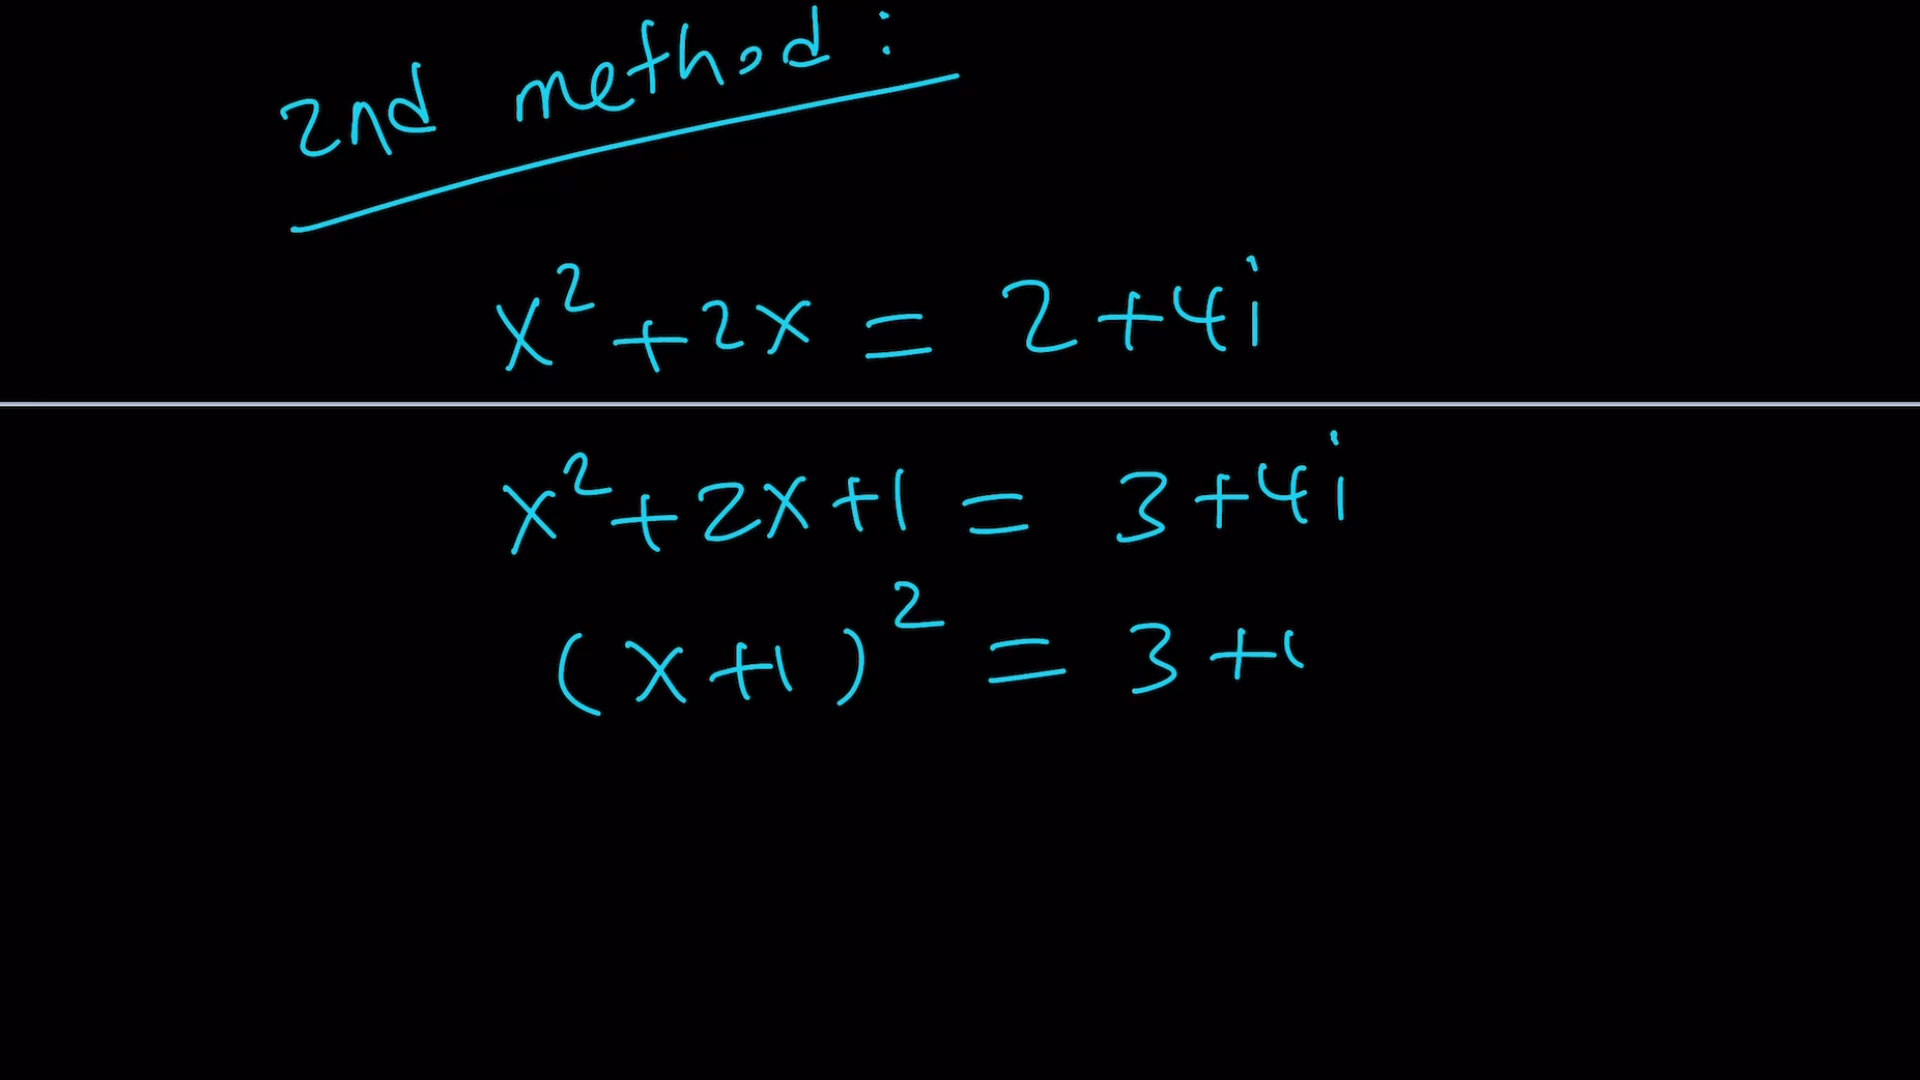 2nd method:
x² + 2x = 2+4i
x² + 2x + 1 = 3+4i
(x+1)² = 3+